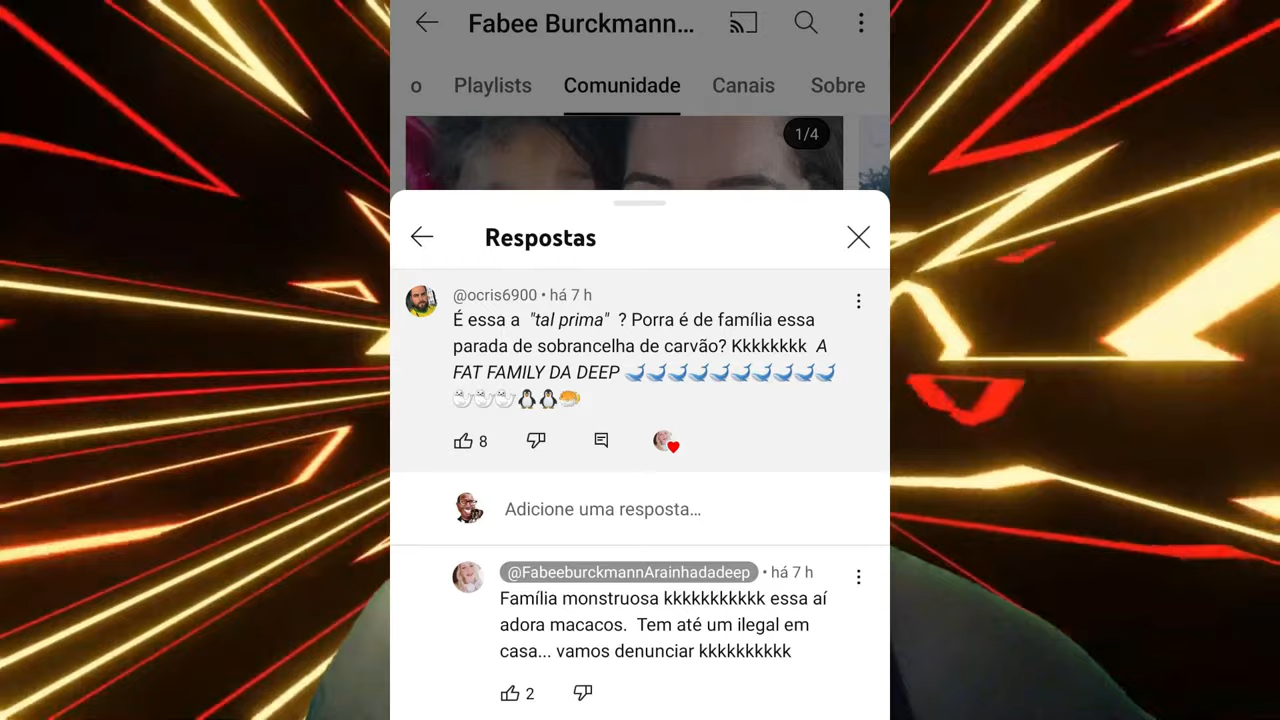 Fabee Burckmann...
o Playlists Comunidade Canais Sobre
1/4
Respostas
@ocris6900 • há 7 h
É essa a "tal prima" ? Porra é de família essa
parada de sobrancelha de carvão? Kkkkkkkk A
FAT FAMILY DA DEEP 🐋🐋🐋🐋🐋🐋🐋🐋🐋🐋
🦭🦭🦭🐧🐧🐡
8
Adicione uma resposta...
@FabeeburckmannArainhadadeep • há 7 h
Família monstruosa kkkkkkkkkkk essa aí
adora macacos. Tem até um ilegal em
casa... vamos denunciar kkkkkkkkkk
2